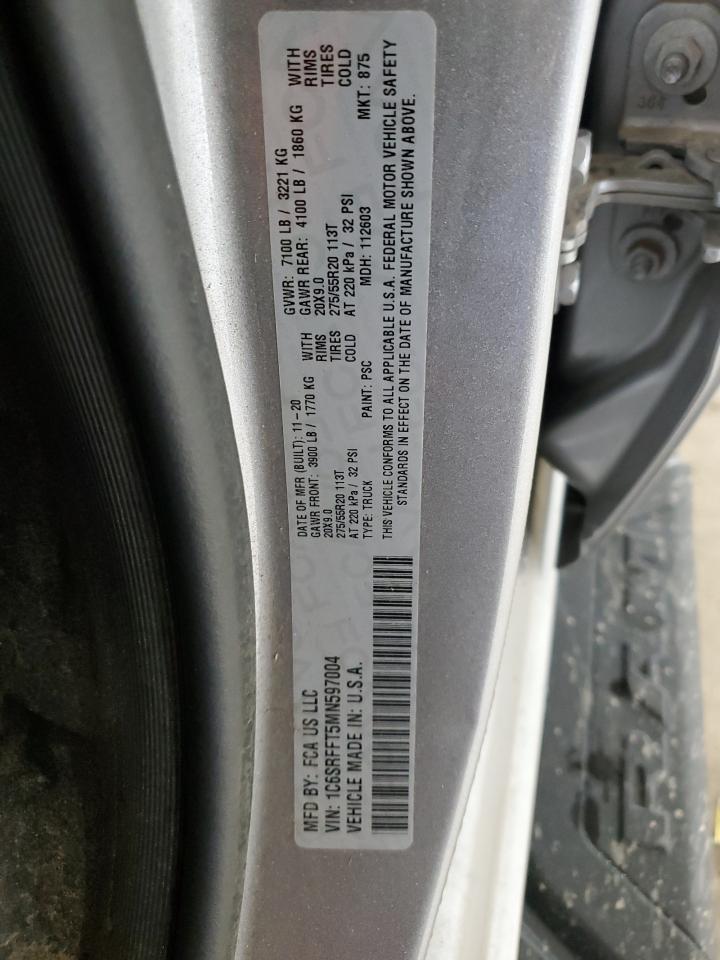 MFD BY: FCA US LLC
VIN: 1C6SRFFT5MN597004
VEHICLE MADE IN: U.S.A.
DATE OF MFR (BUILT): 11-20
GAWR FRONT: 3900 LB / 1770 KG WITH
20X9.0 RIMS
275/55R20 113T TIRES
AT 220 kPa / 32 PSI COLD
GVWR: 7100 LB / 3221 KG
GAWR REAR: 4100 LB / 1860 KG WITH
20X9.0 RIMS
275/55R20 113T TIRES
AT 220 kPa / 32 PSI COLD
TYPE: TRUCK PAINT: PSC MDH: 112603 MKT: 875
THIS VEHICLE CONFORMS TO ALL APPLICABLE U.S.A. FEDERAL MOTOR VEHICLE SAFETY
STANDARDS IN EFFECT ON THE DATE OF MANUFACTURE SHOWN ABOVE.
RAM